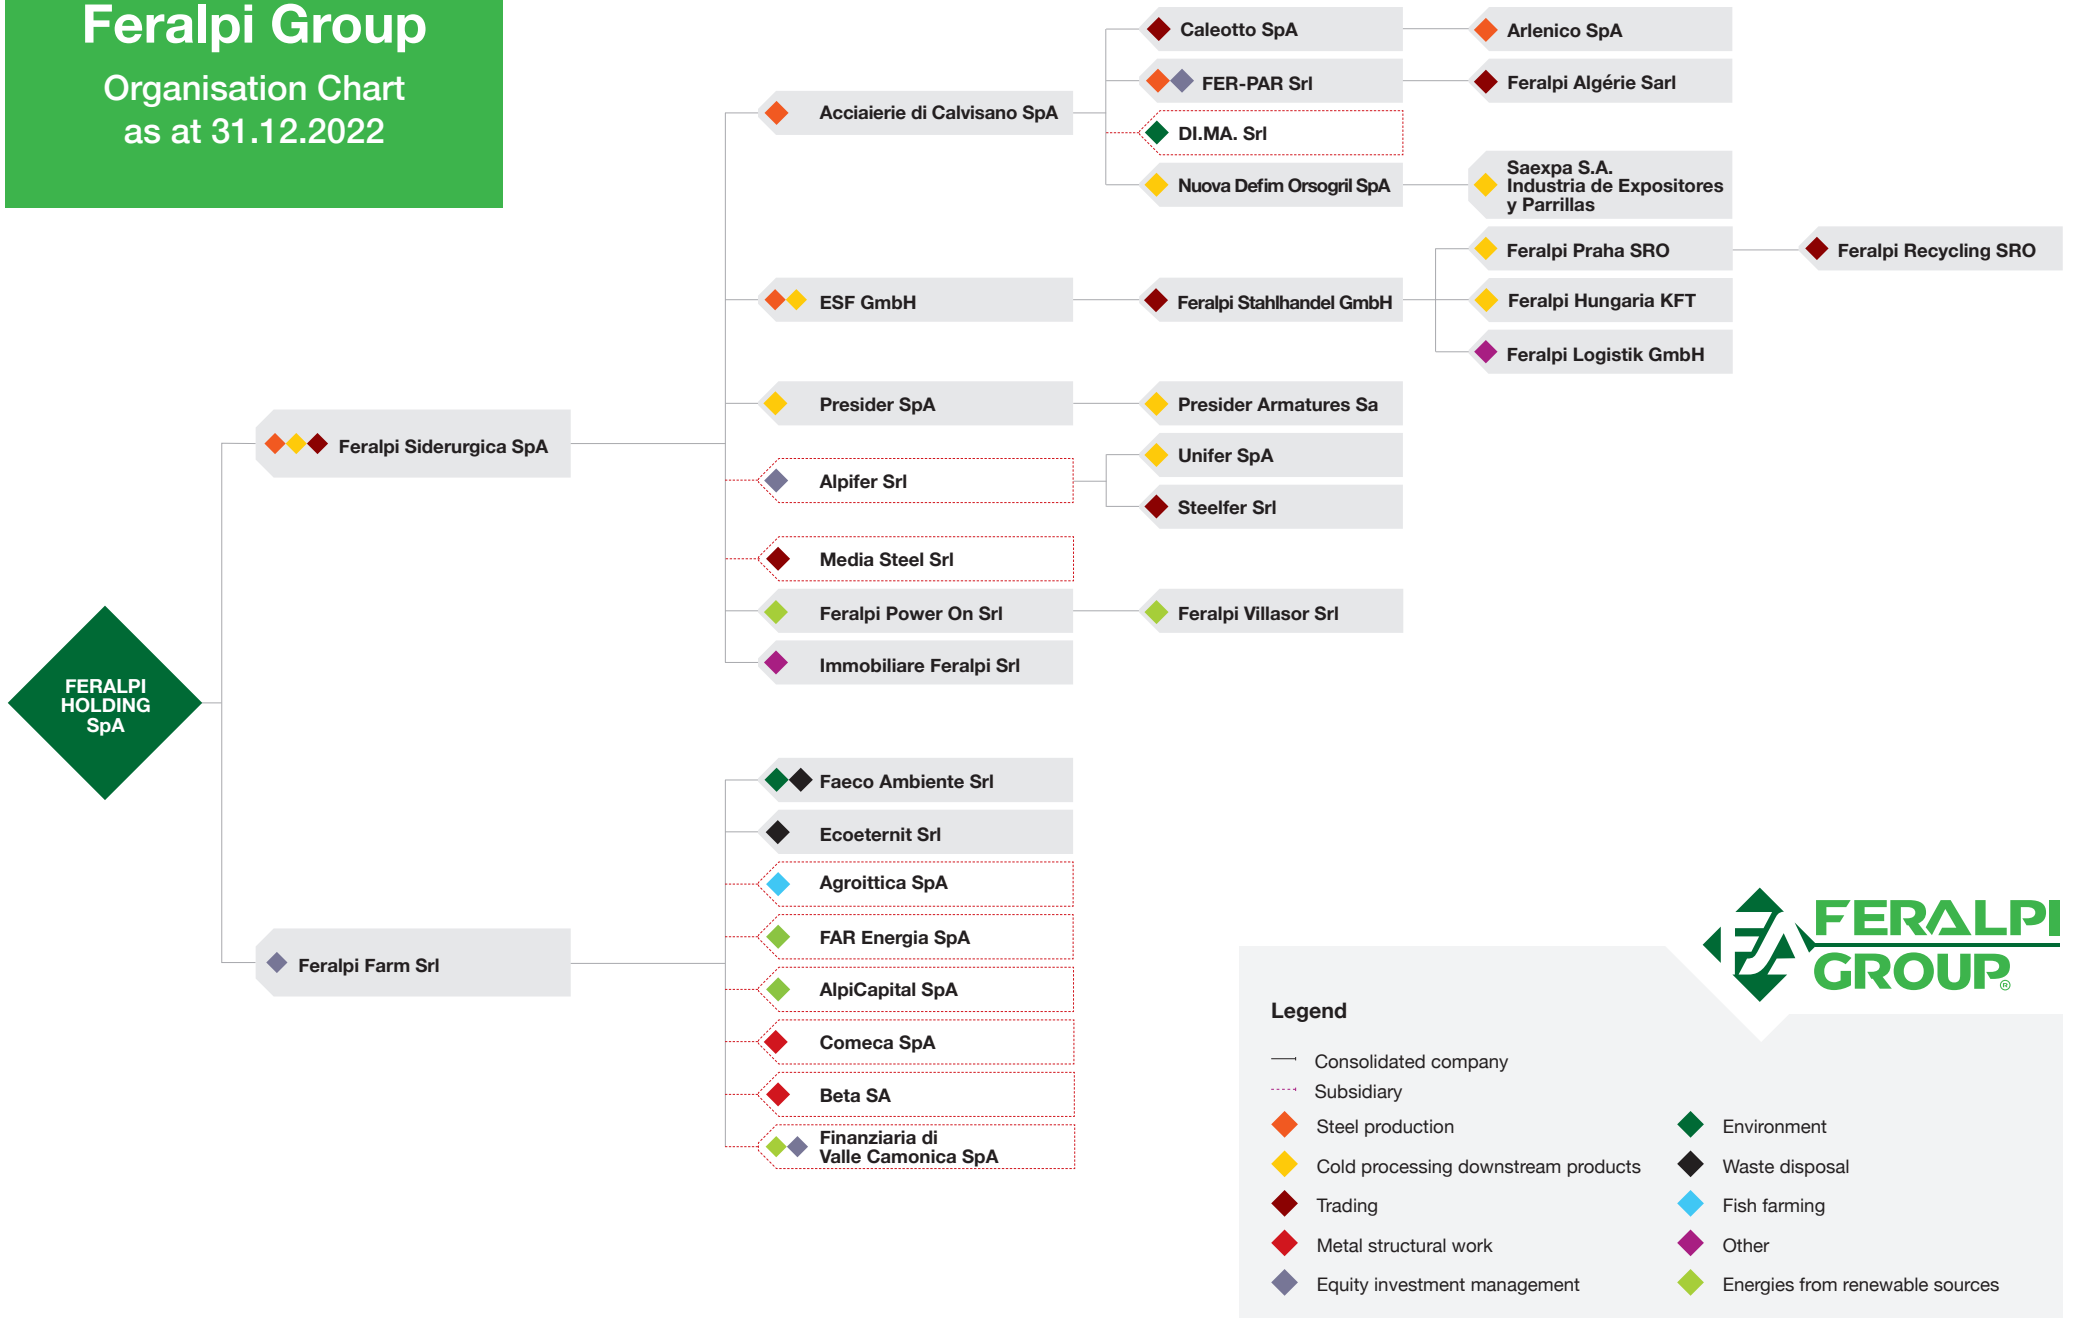 Feralpi Group
Organisation Chart
as at 31.12.2022
FERALPI
HOLDING
SpA
Feralpi Siderurgica SpA
Feralpi Farm Srl
Acciaierie di Calvisano SpA
ESF GmbH
Presider SpA
Alpifer Srl
Media Steel Srl
Feralpi Power On Srl
Immobiliare Feralpi Srl
Faeco Ambiente Srl
Ecoeternit Srl
Agroittica SpA
FAR Energia SpA
AlpiCapital SpA
Comeca SpA
Beta SA
Finanziaria di
Valle Camonica SpA
Caleotto SpA
FER-PAR Srl
DI.MA. Srl
Nuova Defim Orsogril SpA
Feralpi Stahlhandel GmbH
Presider Armatures Sa
Unifer SpA
Steelfer Srl
Feralpi Villasor Srl
Arlenico SpA
Feralpi Algérie Sarl
Saexpa S.A.
Industria de Expositores
y Parrillas
Feralpi Praha SRO
Feralpi Hungaria KFT
Feralpi Logistik GmbH
Feralpi Recycling SRO
FA
FERALPI
GROUP®
Legend
Consolidated company
Subsidiary
Steel production
Cold processing downstream products
Trading
Metal structural work
Equity investment management
Environment
Waste disposal
Fish farming
Other
Energies from renewable sources